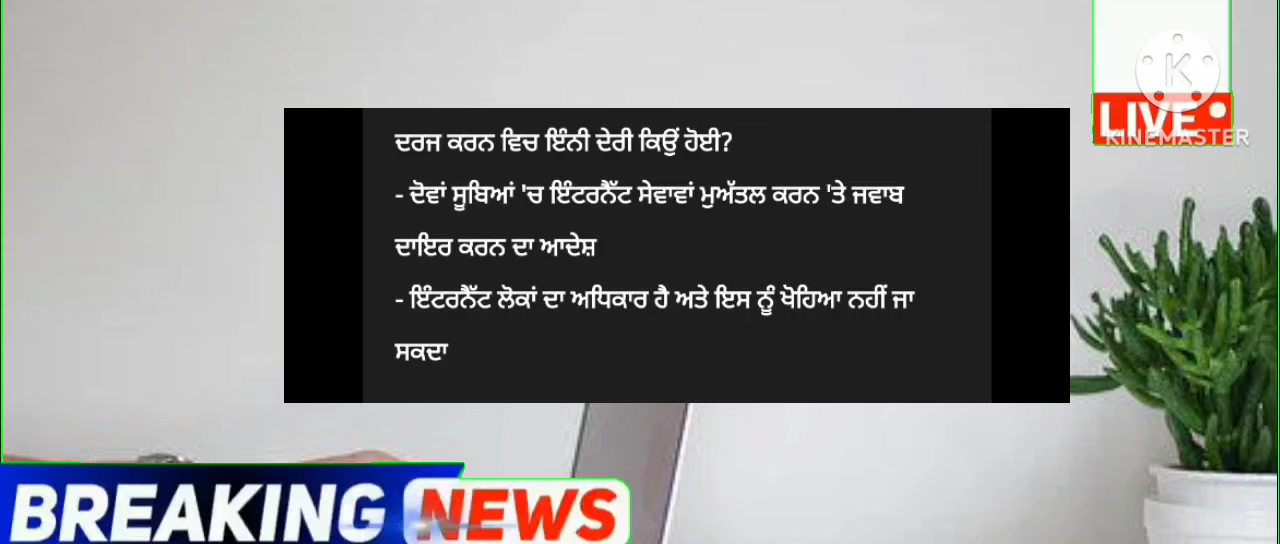 LIVE
KINEMASTER
ਦਰਜ ਕਰਨ ਵਿਚ ਇੰਨੀ ਦੇਰੀ ਕਿਉਂ ਹੋਈ?
- ਦੋਵਾਂ ਸੂਬਿਆਂ 'ਚ ਇੰਟਰਨੈੱਟ ਸੇਵਾਵਾਂ ਮੁਅੱਤਲ ਕਰਨ 'ਤੇ ਜਵਾਬ
ਦਾਇਰ ਕਰਨ ਦਾ ਆਦੇਸ਼
- ਇੰਟਰਨੈੱਟ ਲੋਕਾਂ ਦਾ ਅਧਿਕਾਰ ਹੈ ਅਤੇ ਇਸ ਨੂੰ ਖੋਹਿਆ ਨਹੀਂ ਜਾ
ਸਕਦਾ
BREAKING NEWS